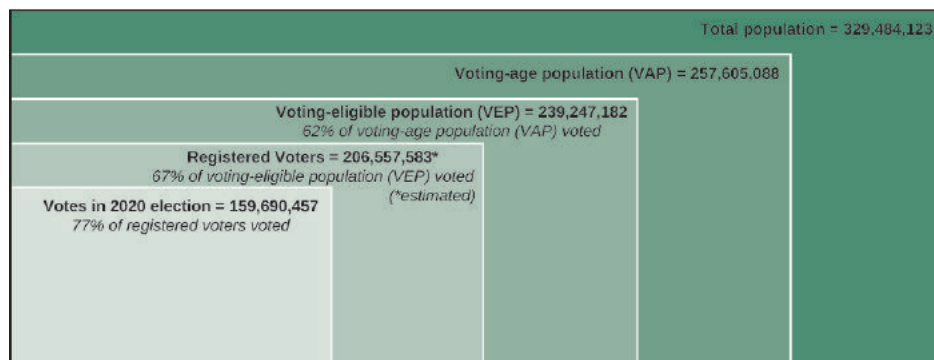 Total population = 329,484,123
Voting-age population (VAP) = 257,605,088
Voting-eligible population (VEP) = 239,247,182
62% of voting-age population (VAP) voted
Registered Voters = 206,557,583*
67% of voting-eligible population (VEP) voted
(*estimated)
Votes in 2020 election = 159,690,457
77% of registered voters voted